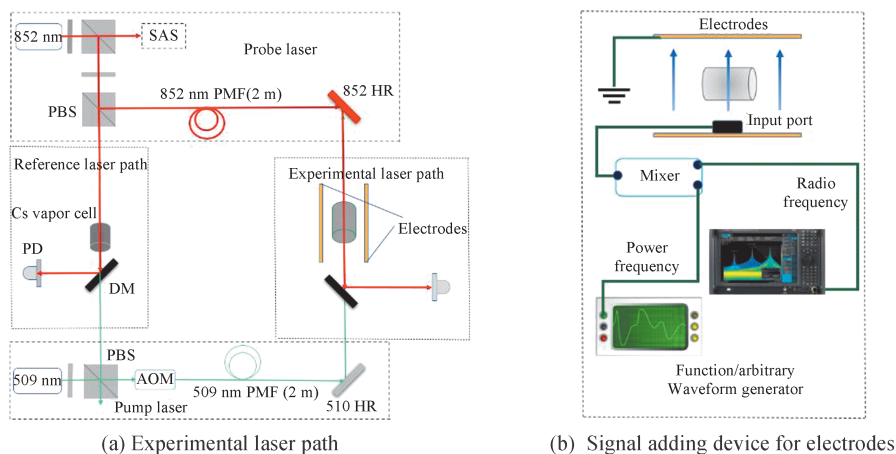 852 nm
SAS
Probe laser
852 nm PMF(2 m)
852 HR
PBS
Reference laser path
Cs vapor cell
PD
DM
Experimental laser path
Electrodes
PBS
509 nm
AOM
509 nm PMF (2 m)
Pump laser
510 HR
(a) Experimental laser path
Electrodes
Input port
Mixer
Radio
frequency
Power
frequency
Function/arbitrary
Waveform generator
(b) Signal adding device for electrodes